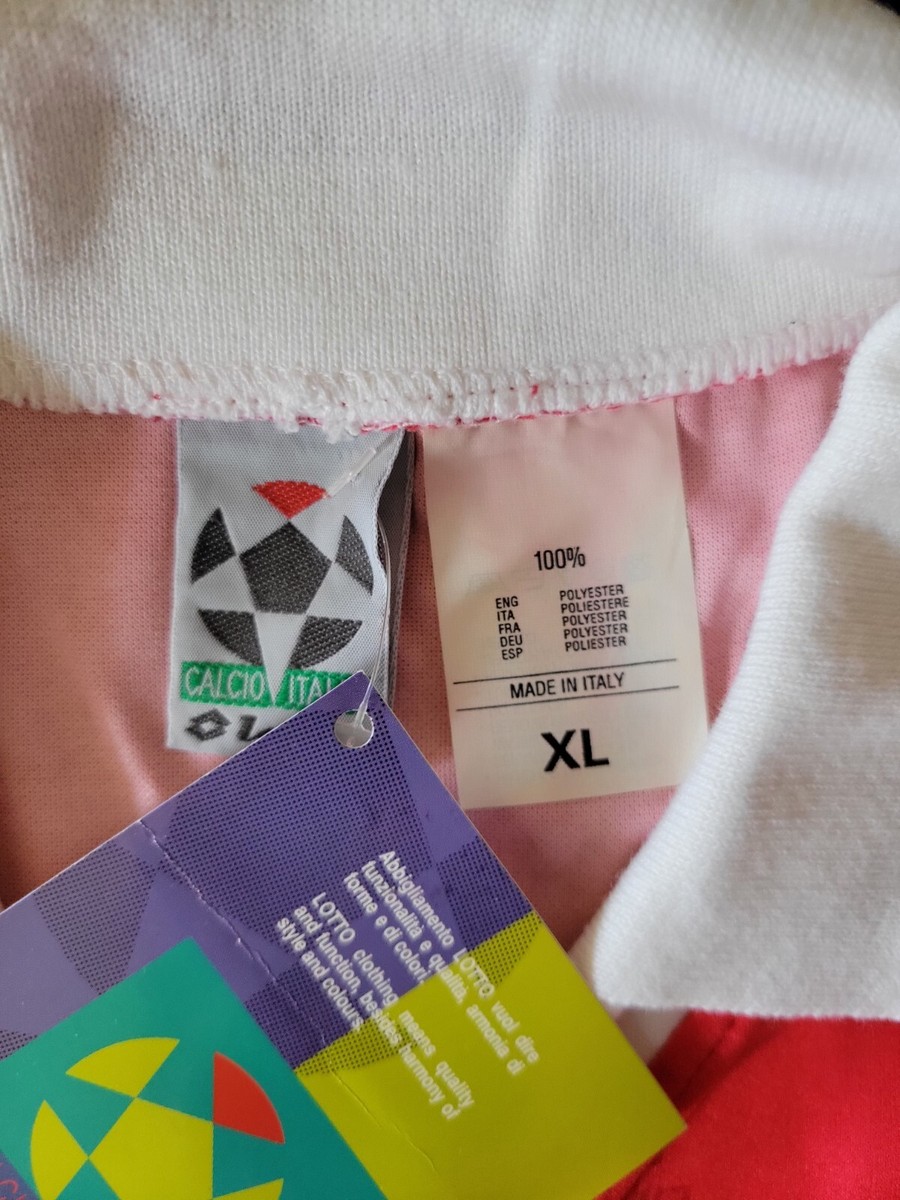 CALCIO ITAL
100%
ENG POLYESTER
ITA POLIESTERE
FRA POLYESTER
DEU POLYESTER
ESP POLIESTER
MADE IN ITALY
XL
Abbigliamento LOTTO vuol dire
funzionalità e qualità, armonia di
forme e di colori.
LOTTO clothing means quality
and function, besides harmony of
style and colours.